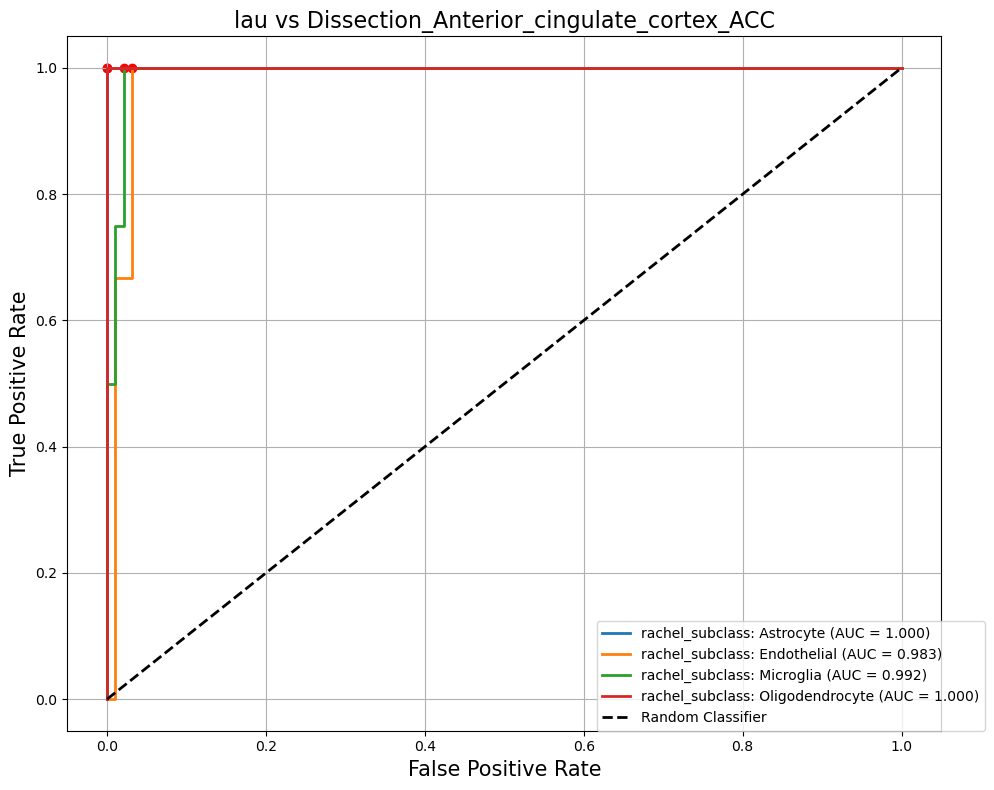 lau vs Dissection_Anterior_cingulate_cortex_ACC
True Positive Rate
1.0
0.8
0.6
0.4
0.2
0.0
rachel_subclass: Astrocyte (AUC = 1.000)
rachel_subclass: Endothelial (AUC = 0.983)
rachel_subclass: Microglia (AUC = 0.992)
rachel_subclass: Oligodendrocyte (AUC = 1.000)
Random Classifier
0.0 0.2 0.4 0.6 0.8 1.0
False Positive Rate